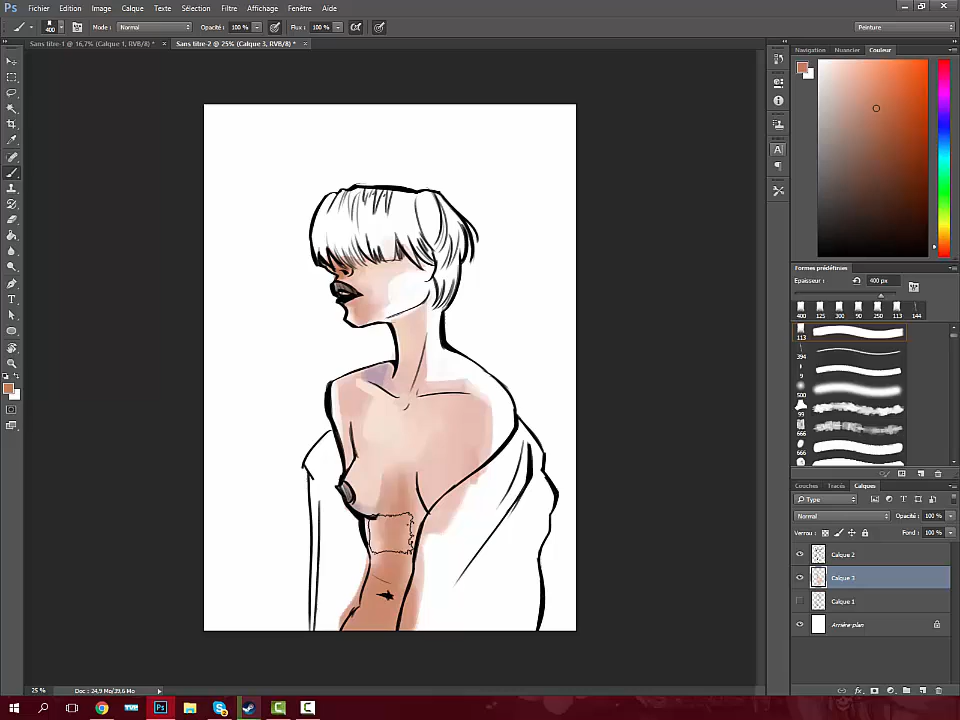 Ps Fichier Edition Image Calque Texte Sélection Filtre Affichage Fenêtre Aide
400 Mode : Normal Opacité : 100 % Flux : 100 % Peinture
Sans titre-1 @ 16,7% (Calque 1, RVB/8) * × Sans titre-2 @ 25% (Calque 3, RVB/8) * ×
Navigation Nuancier Couleur
Formes prédéfinies
Epaisseur : 400 px
400 125 300 90 250 113 144
113
394
9
500
99
666
666
Couches Tracés Calques
Type
Normal Opacité : 100 %
Verrou : Fond : 100 %
Calque 2
Calque 3
Calque 1
Arrière-plan
25 % Doc : 24,9 Mo/39,6 Mo